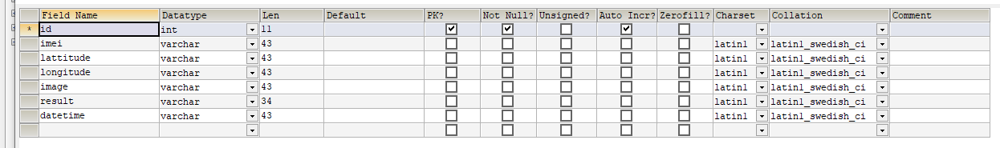 Field Name Datatype Len Default PK? Not Null? Unsigned? Auto Incr? Zerofill? Charset Collation Comment
* id int 11
imei varchar 43 latin1 latin1_swedish_ci
lattitude varchar 43 latin1 latin1_swedish_ci
longitude varchar 43 latin1 latin1_swedish_ci
image varchar 43 latin1 latin1_swedish_ci
result varchar 34 latin1 latin1_swedish_ci
datetime varchar 43 latin1 latin1_swedish_ci